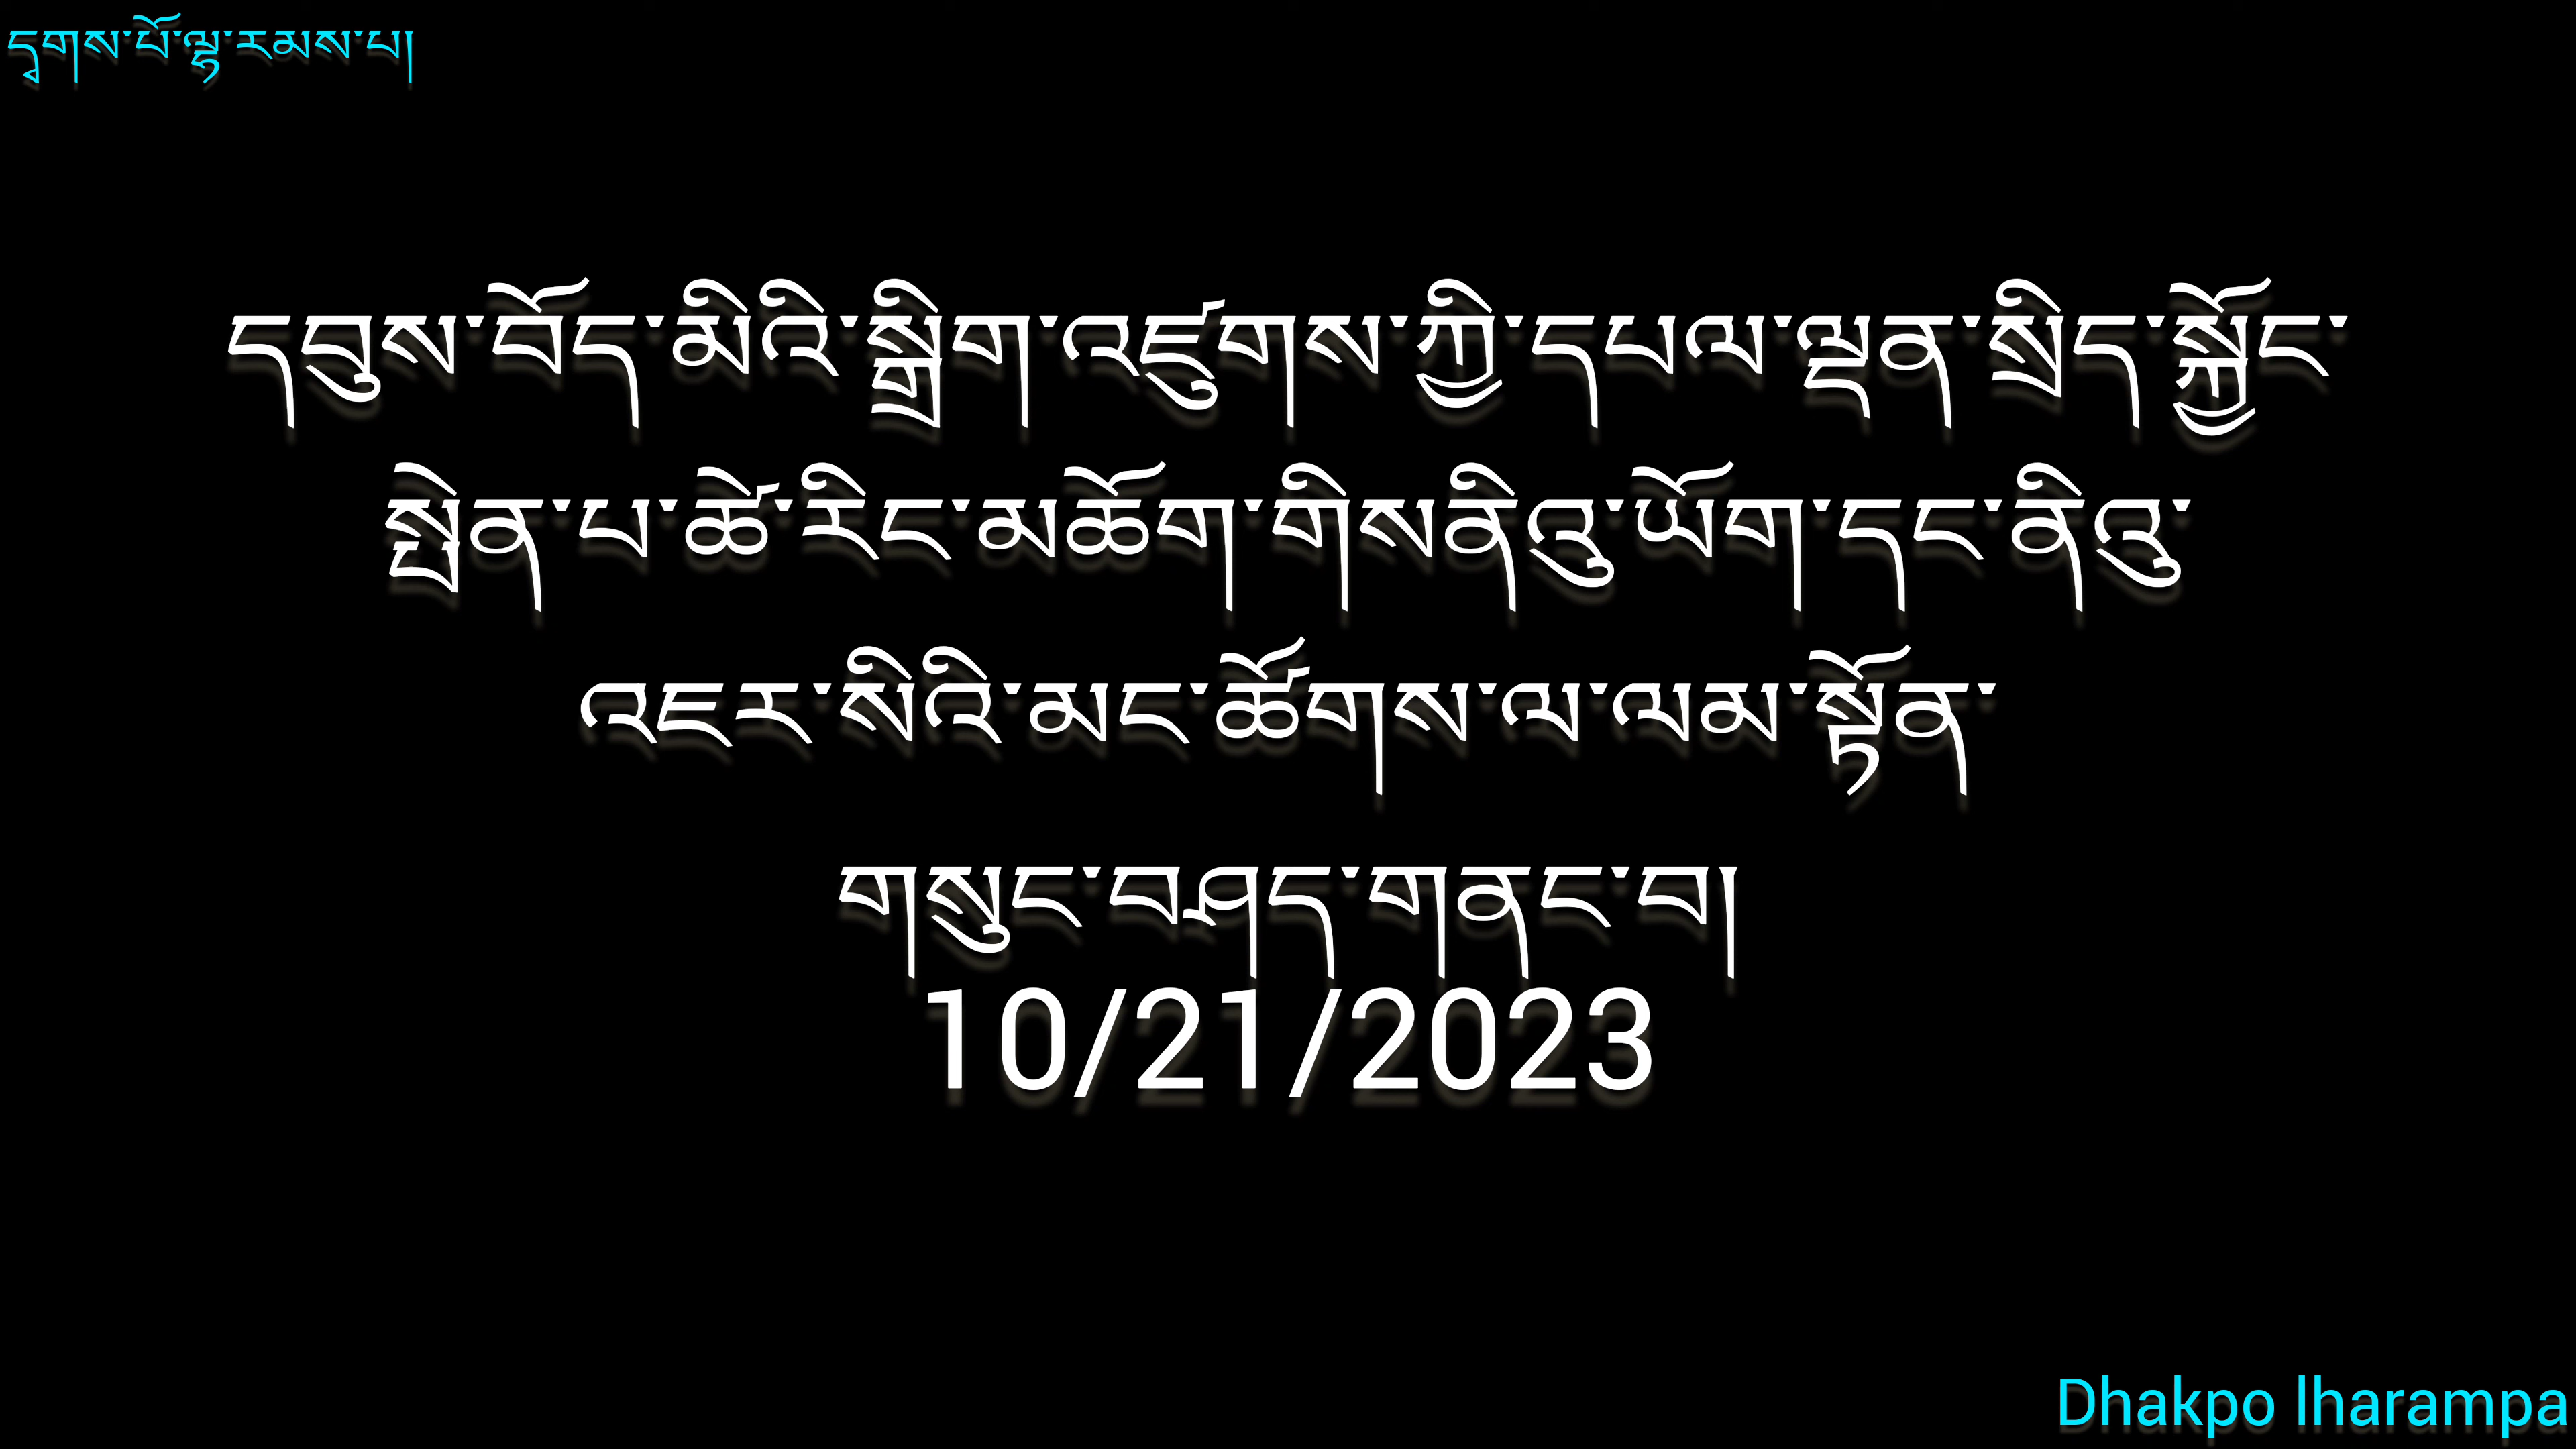 དྭགས་པོ་ལྷ་རམས་པ།
དབུས་བོད་མིའི་སྒྲིག་འཛུགས་ཀྱི་དཔལ་ལྡན་སྲིད་སྐྱོང་
སྤེན་པ་ཚེ་རིང་མཆོག་གིསནིའུ་ཡོག་དང་ནིའུ་
འཇར་སིའི་མང་ཚོགས་ལ་ལམ་སྟོན་
གསུང་བཤད་གནང་བ།
10/21/2023
Dhakpo lharampa